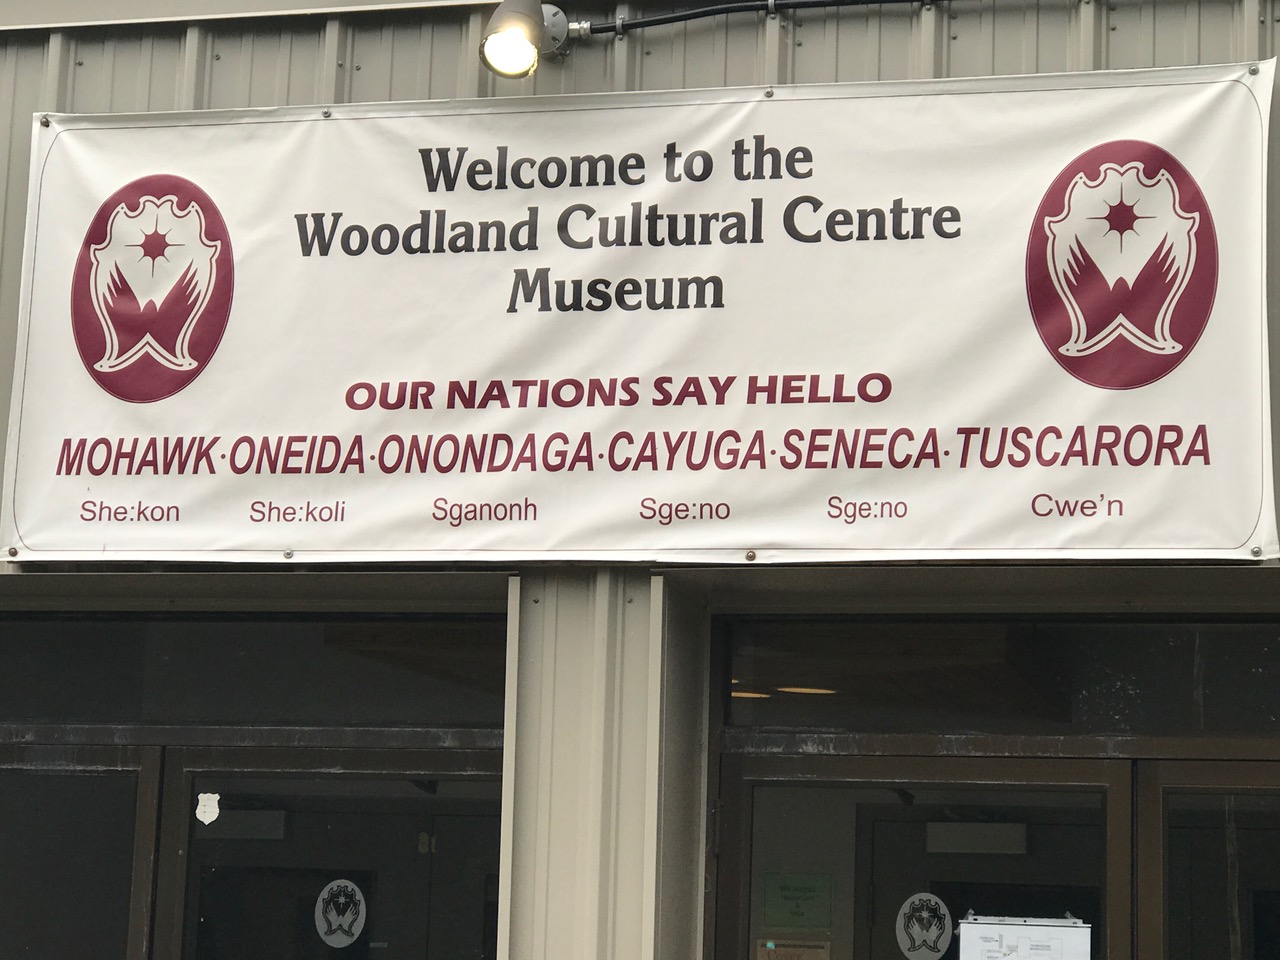 Welcome to the
Woodland Cultural Centre
Museum
OUR NATIONS SAY HELLO
MOHAWK·ONEIDA·ONONDAGA·CAYUGA·SENECA·TUSCARORA
She:kon She:koli Sganonh Sge:no Sge:no Cwe'n